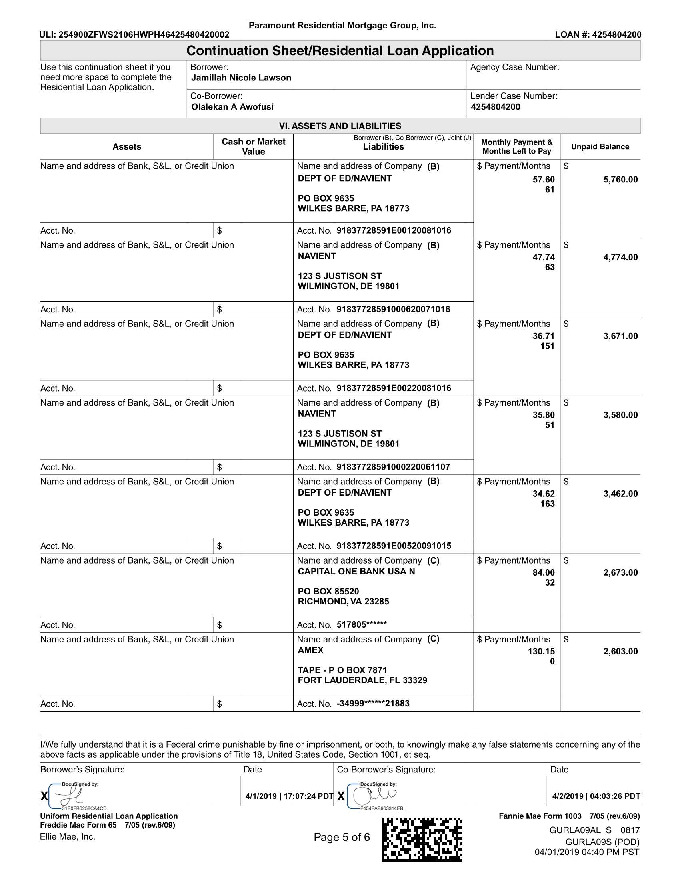 Paramount Residential Mortgage Group, Inc.
ULI: 254900ZFWS2106HWPH46425480420002 LOAN #: 4254804200
Continuation Sheet/Residential Loan Application
Use this continuation sheet if you need more space to complete the Residential Loan Application.
Borrower:
Jamillah Nicole Lawson
Agency Case Number:
Co-Borrower:
Olalekan A Awofusi
Lender Case Number:
4254804200
VI. ASSETS AND LIABILITIES
Borrower (B), Co Borrower (C), Joint (J)
Assets Cash or Market Value Liabilities Monthly Payment & Months Left to Pay Unpaid Balance
Name and address of Bank, S&L, or Credit Union Name and address of Company (B) $ Payment/Months $
DEPT OF ED/NAVIENT 57.60 5,760.00
61
PO BOX 9635
WILKES BARRE, PA 18773
Acct. No. $ Acct. No. 91837728591E00120081016
Name and address of Bank, S&L, or Credit Union Name and address of Company (B) $ Payment/Months $
NAVIENT 47.74 4,774.00
63
123 S JUSTISON ST
WILMINGTON, DE 19801
Acct. No. $ Acct. No. 91837728591000620071016
Name and address of Bank, S&L, or Credit Union Name and address of Company (B) $ Payment/Months $
DEPT OF ED/NAVIENT 36.71 3,671.00
151
PO BOX 9635
WILKES BARRE, PA 18773
Acct. No. $ Acct. No. 91837728591E00220081016
Name and address of Bank, S&L, or Credit Union Name and address of Company (B) $ Payment/Months $
NAVIENT 35.80 3,580.00
51
123 S JUSTISON ST
WILMINGTON, DE 19801
Acct. No. $ Acct. No. 91837728591000220061107
Name and address of Bank, S&L, or Credit Union Name and address of Company (B) $ Payment/Months $
DEPT OF ED/NAVIENT 34.62 3,462.00
163
PO BOX 9635
WILKES BARRE, PA 18773
Acct. No. $ Acct. No. 91837728591E00520091015
Name and address of Bank, S&L, or Credit Union Name and address of Company (C) $ Payment/Months $
CAPITAL ONE BANK USA N 84.00 2,673.00
32
PO BOX 85520
RICHMOND, VA 23285
Acct. No. $ Acct. No. 517805******
Name and address of Bank, S&L, or Credit Union Name and address of Company (C) $ Payment/Months $
AMEX 130.15 2,603.00
0
TAPE - P O BOX 7871
FORT LAUDERDALE, FL 33329
Acct. No. $ Acct. No. -34999******21883
I/We fully understand that it is a Federal crime punishable by fine or imprisonment, or both, to knowingly make any false statements concerning any of the
above facts as applicable under the provisions of Title 18, United States Code, Section 1001, et seq.
Borrower's Signature: Date Co-Borrower's Signature: Date
DocuSigned by: DocuSigned by:
X 4/1/2019 | 17:07:24 PDT X 4/2/2019 | 04:03:26 PDT
Uniform Residential Loan Application
Freddie Mac Form 65 7/05 (rev.6/09)
Fannie Mae Form 1003 7/05 (rev.6/09)
Ellie Mae, Inc.
Page 5 of 6
GURLA09AL S 0817
GURLA09S (POD)
04/01/2019 04:40 PM PST